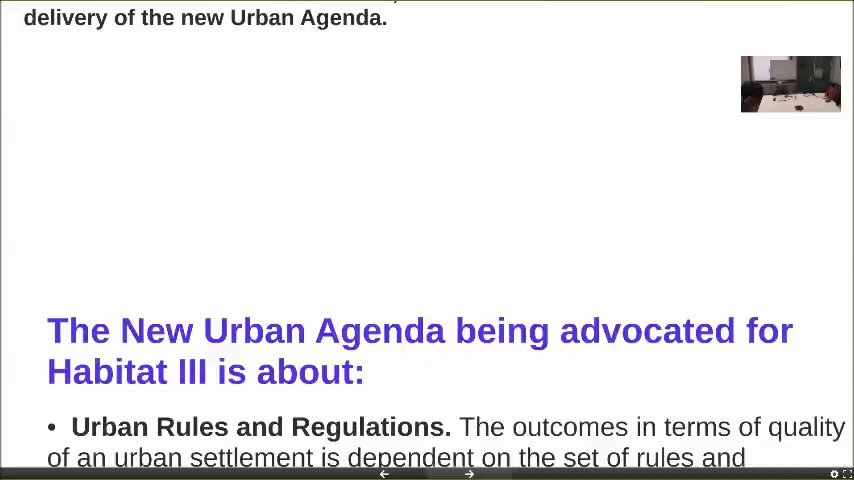 delivery of the new Urban Agenda.
The New Urban Agenda being advocated for
Habitat III is about:
• Urban Rules and Regulations. The outcomes in terms of quality
of an urban settlement is dependent on the set of rules and